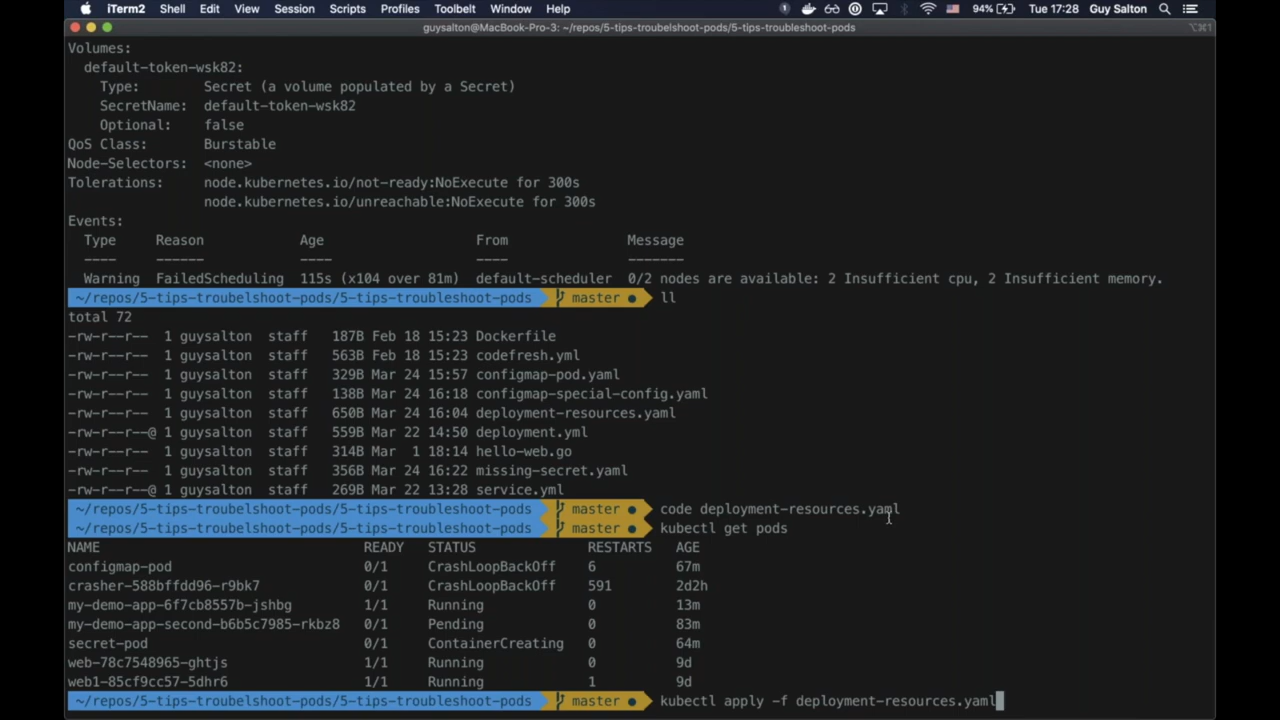 iTerm2 Shell Edit View Session Scripts Profiles Toolbelt Window Help 94% Tue 17:28 Guy Salton
guysalton@MacBook-Pro-3: ~/repos/5-tips-troubelshoot-pods/5-tips-troubleshoot-pods ⌥⌘1
Volumes:
default-token-wsk82:
Type: Secret (a volume populated by a Secret)
SecretName: default-token-wsk82
Optional: false
QoS Class: Burstable
Node-Selectors: <none>
Tolerations: node.kubernetes.io/not-ready:NoExecute for 300s
node.kubernetes.io/unreachable:NoExecute for 300s
Events:
Type Reason Age From Message
---- ------ ---- ---- -------
Warning FailedScheduling 115s (x104 over 81m) default-scheduler 0/2 nodes are available: 2 Insufficient cpu, 2 Insufficient memory.
~/repos/5-tips-troubelshoot-pods/5-tips-troubleshoot-pods master ● ll
total 72
-rw-r--r-- 1 guysalton staff 187B Feb 18 15:23 Dockerfile
-rw-r--r-- 1 guysalton staff 563B Feb 18 15:23 codefresh.yml
-rw-r--r-- 1 guysalton staff 329B Mar 24 15:57 configmap-pod.yaml
-rw-r--r-- 1 guysalton staff 138B Mar 24 16:18 configmap-special-config.yaml
-rw-r--r-- 1 guysalton staff 650B Mar 24 16:04 deployment-resources.yaml
-rw-r--r--@ 1 guysalton staff 559B Mar 22 14:50 deployment.yml
-rw-r--r-- 1 guysalton staff 314B Mar 1 18:14 hello-web.go
-rw-r--r-- 1 guysalton staff 356B Mar 24 16:22 missing-secret.yaml
-rw-r--r--@ 1 guysalton staff 269B Mar 22 13:28 service.yml
~/repos/5-tips-troubelshoot-pods/5-tips-troubleshoot-pods master ● code deployment-resources.yaml
~/repos/5-tips-troubelshoot-pods/5-tips-troubleshoot-pods master ● kubectl get pods
NAME READY STATUS RESTARTS AGE
configmap-pod 0/1 CrashLoopBackOff 6 67m
crasher-588bffdd96-r9bk7 0/1 CrashLoopBackOff 591 2d2h
my-demo-app-6f7cb8557b-jshbg 1/1 Running 0 13m
my-demo-app-second-b6b5c7985-rkbz8 0/1 Pending 0 83m
secret-pod 0/1 ContainerCreating 0 64m
web-78c7548965-ghtjs 1/1 Running 0 9d
web1-85cf9cc57-5dhr6 1/1 Running 1 9d
~/repos/5-tips-troubelshoot-pods/5-tips-troubleshoot-pods master ● kubectl apply -f deployment-resources.yaml